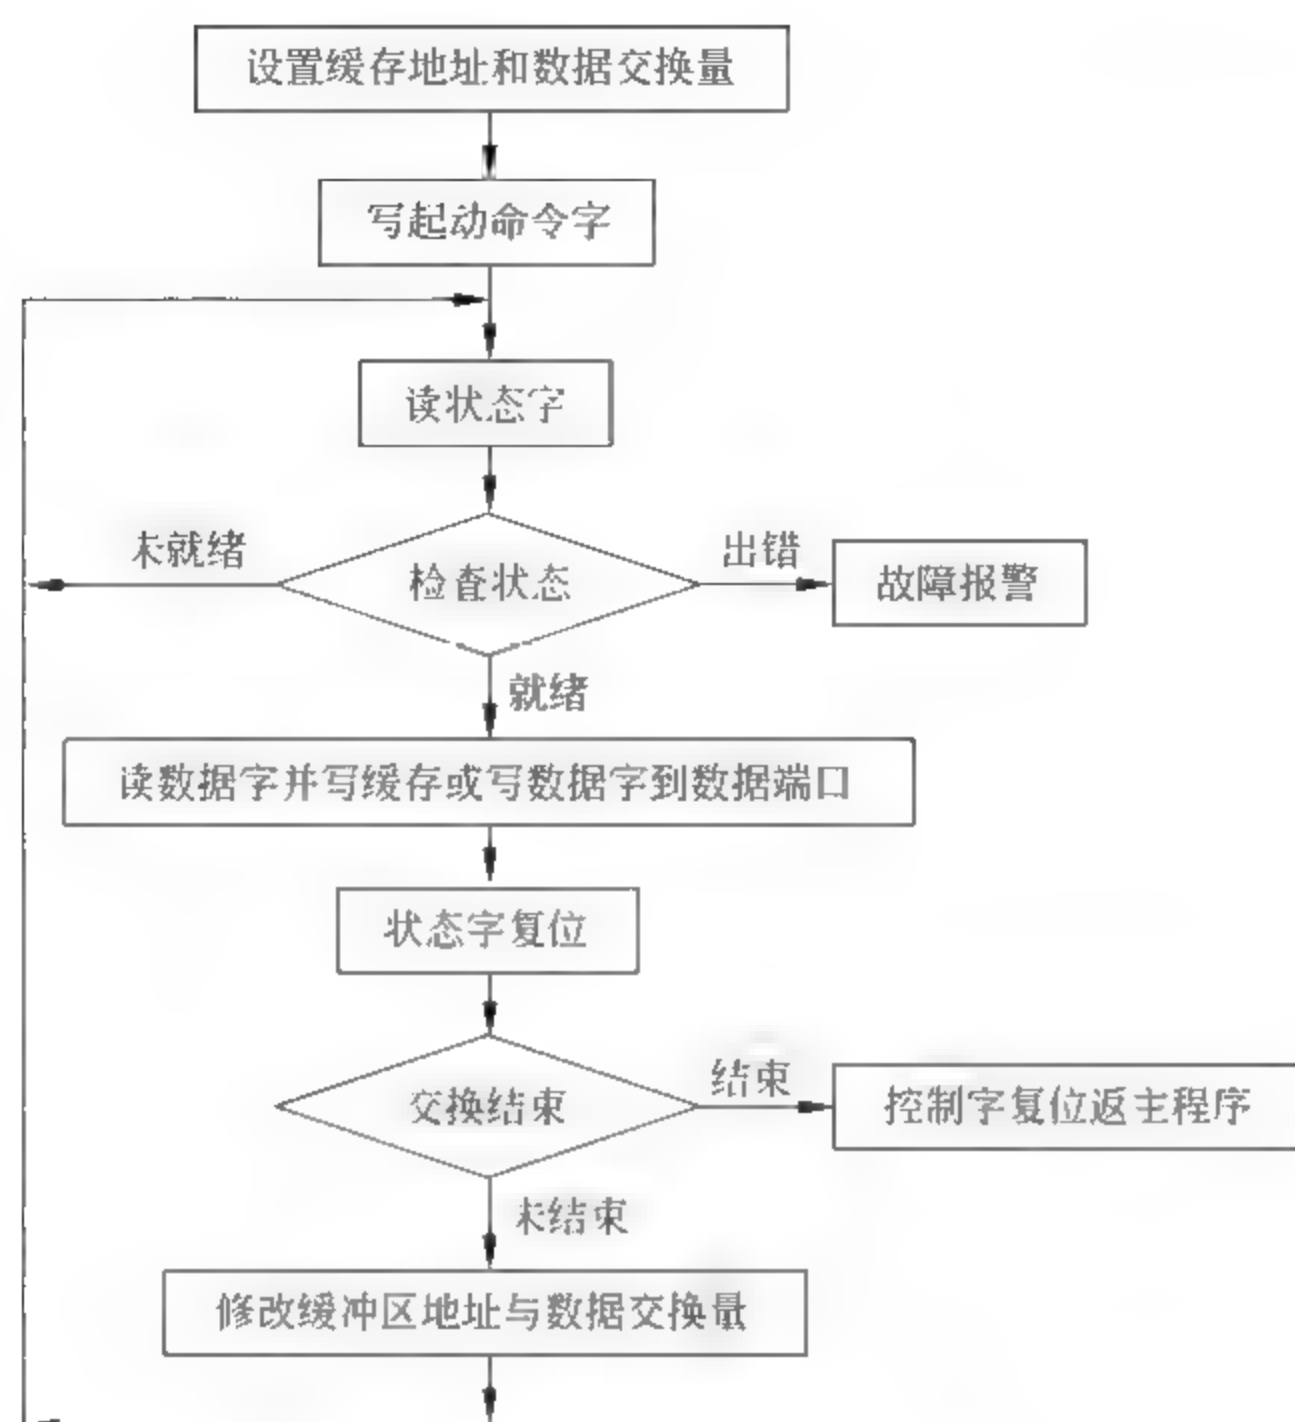 设置缓存地址和数据交换量
写起动命令字
读状态字
未就绪
检查状态
出错
故障报警
就绪
读数据字并写缓存或写数据字到数据端口
状态字复位
交换结束
结束
控制字复位返主程序
未结束
修改缓冲区地址与数据交换量